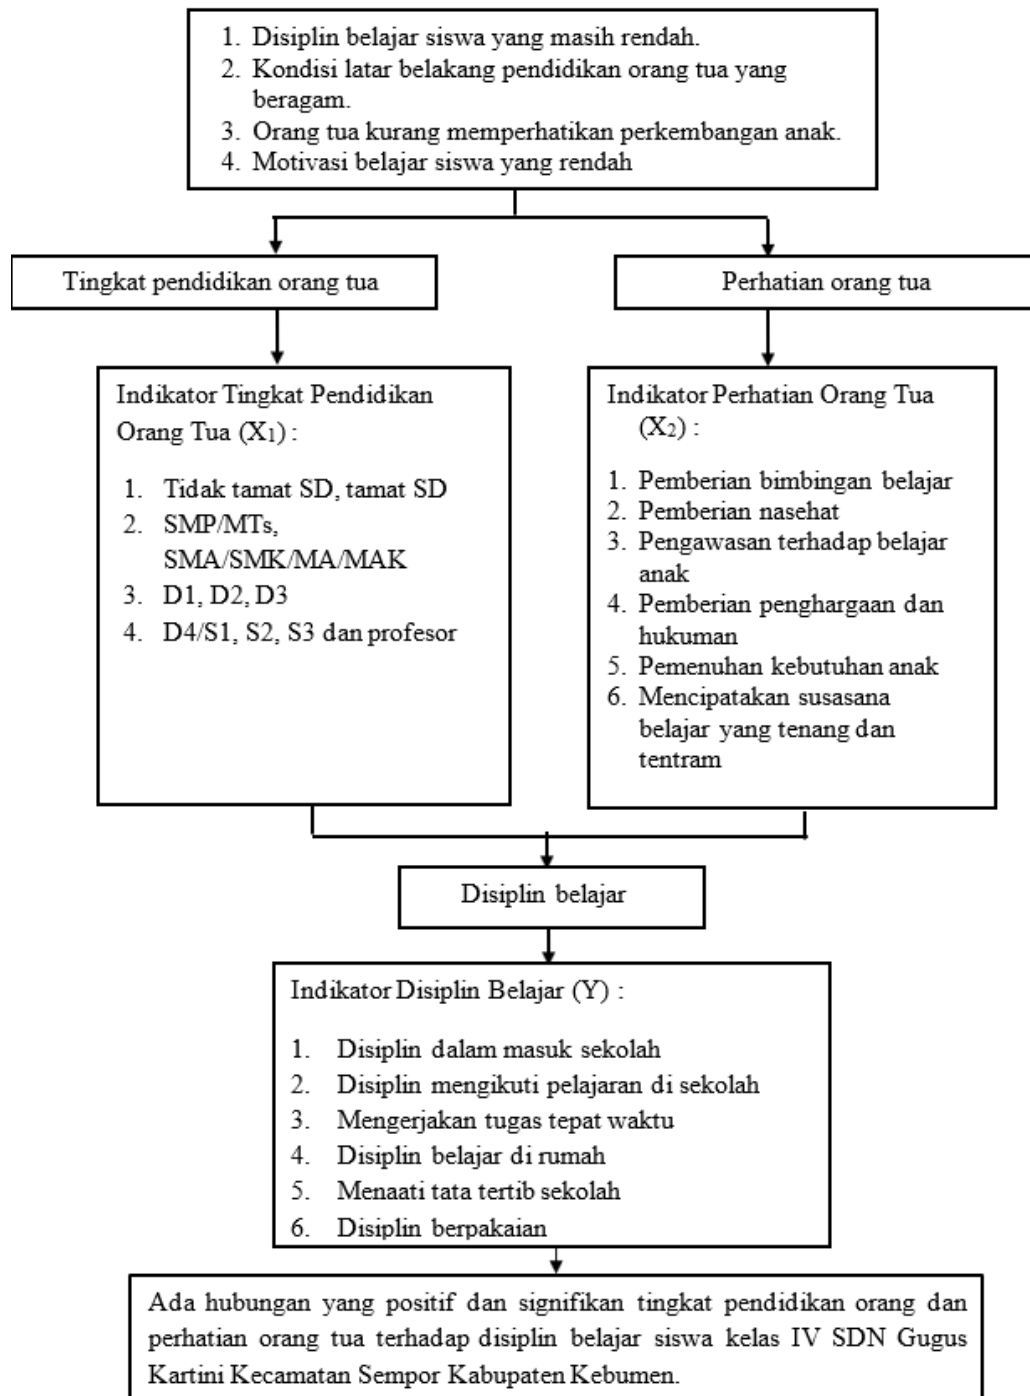 1. Disiplin belajar siswa yang masih rendah.
2. Kondisi latar belakang pendidikan orang tua yang
beragam.
3. Orang tua kurang memperhatikan perkembangan anak.
4. Motivasi belajar siswa yang rendah
Tingkat pendidikan orang tua
Perhatian orang tua
Indikator Tingkat Pendidikan
Orang Tua (X1) :
1. Tidak tamat SD, tamat SD
2. SMP/MTs,
SMA/SMK/MA/MAK
3. D1, D2, D3
4. D4/S1, S2, S3 dan profesor
Indikator Perhatian Orang Tua
(X2) :
1. Pemberian bimbingan belajar
2. Pemberian nasehat
3. Pengawasan terhadap belajar
anak
4. Pemberian penghargaan dan
hukuman
5. Pemenuhan kebutuhan anak
6. Mencipatakan susasana
belajar yang tenang dan
tentram
Disiplin belajar
Indikator Disiplin Belajar (Y) :
1. Disiplin dalam masuk sekolah
2. Disiplin mengikuti pelajaran di sekolah
3. Mengerjakan tugas tepat waktu
4. Disiplin belajar di rumah
5. Menaati tata tertib sekolah
6. Disiplin berpakaian
Ada hubungan yang positif dan signifikan tingkat pendidikan orang dan
perhatian orang tua terhadap disiplin belajar siswa kelas IV SDN Gugus
Kartini Kecamatan Sempor Kabupaten Kebumen.